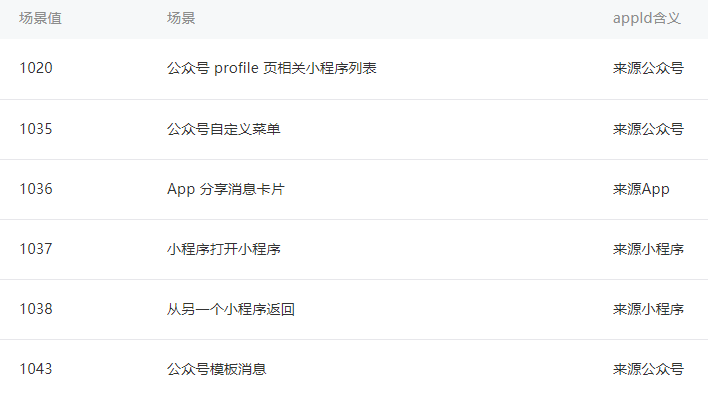 场景值 场景 appId含义
1020 公众号 profile 页相关小程序列表 来源公众号
1035 公众号自定义菜单 来源公众号
1036 App 分享消息卡片 来源App
1037 小程序打开小程序 来源小程序
1038 从另一个小程序返回 来源小程序
1043 公众号模板消息 来源公众号